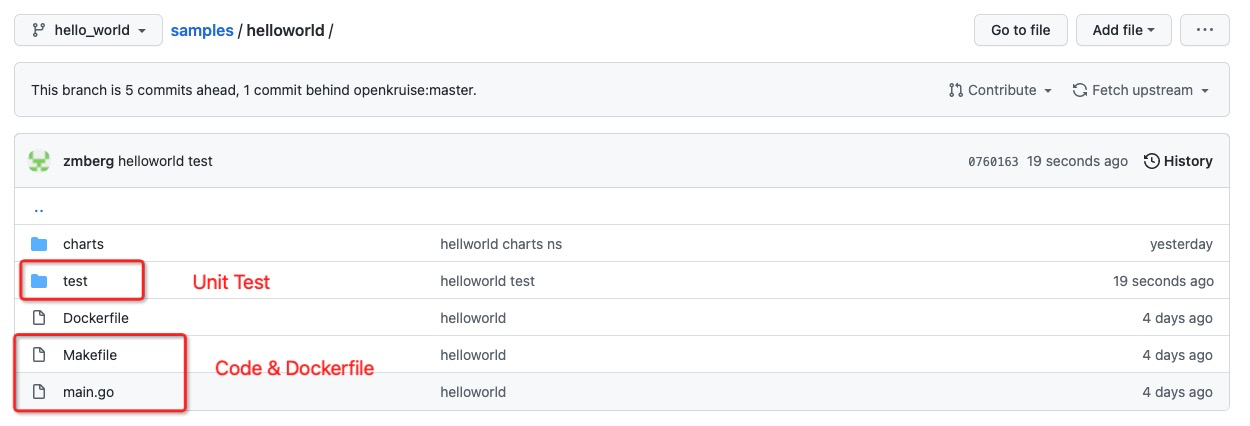 hello_world samples / helloworld / Go to file Add file ...
This branch is 5 commits ahead, 1 commit behind openkruise:master. Contribute Fetch upstream
zmberg helloworld test 0760163 19 seconds ago History
..
charts hellworld charts ns yesterday
test Unit Test helloworld test 19 seconds ago
Dockerfile helloworld 4 days ago
Makefile helloworld 4 days ago
Code & Dockerfile
main.go helloworld 4 days ago